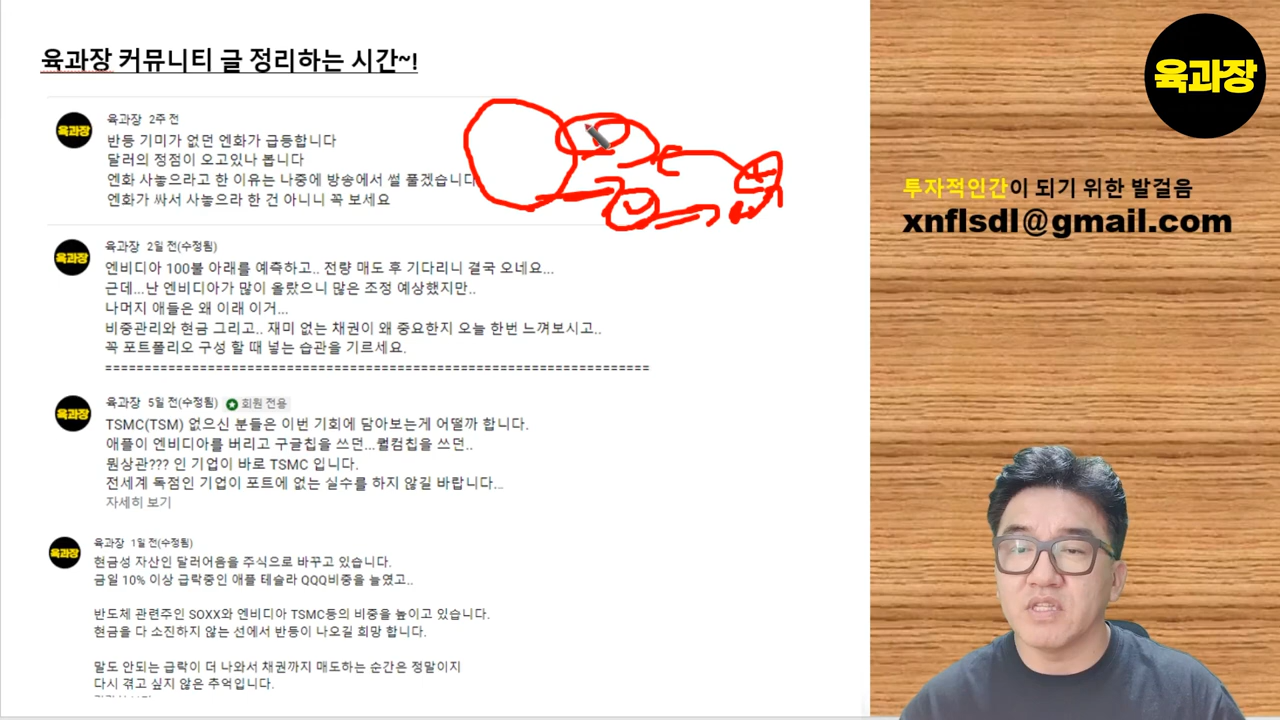 육과장 커뮤니티 글 정리하는 시간~!
육과장
육과장 2주 전
반등 기미가 없던 엔화가 급등합니다
달러의 정점이 오고있나 봅니다
엔화 사놓으라고 한 이유는 나중에 방송에서 썰 풀겠습니다
엔화가 싸서 사놓으라 한 건 아니니 꼭 보세요
육과장
육과장 2일 전(수정됨)
엔비디아 100불 아래를 예측하고.. 전량 매도 후 기다리니 결국 오네요...
근데...난 엔비디아가 많이 올랐으니 많은 조정 예상했지만..
나머지 애들은 왜 이래 이거...
비중관리와 현금 그리고.. 재미 없는 채권이 왜 중요한지 오늘 한번 느껴보시고..
꼭 포트폴리오 구성 할 때 넣는 습관을 기르세요.
=====================================================================
육과장
육과장 5일 전(수정됨) 회원 전용
TSMC(TSM) 없으신 분들은 이번 기회에 담아보는게 어떨까 합니다.
애플이 엔비디아를 버리고 구글칩을 쓰던...퀄컴칩을 쓰던..
뭔상관??? 인 기업이 바로 TSMC 입니다.
전세계 독점인 기업이 포트에 없는 실수를 하지 않길 바랍니다...
자세히 보기
육과장
육과장 1일 전(수정됨)
현금성 자산인 달러어음을 주식으로 바꾸고 있습니다.
금일 10% 이상 급락중인 애플 테슬라 QQQ비중을 늘였고..
반도체 관련주인 SOXX와 엔비디아 TSMC등의 비중을 높이고 있습니다.
현금을 다 소진하지 않는 선에서 반등이 나오길 희망 합니다.
말도 안되는 급락이 더 나와서 채권까지 매도하는 순간은 정말이지
다시 겪고 싶지 않은 추억입니다.
육과장
투자적인간이 되기 위한 발걸음
xnflsdl@gmail.com